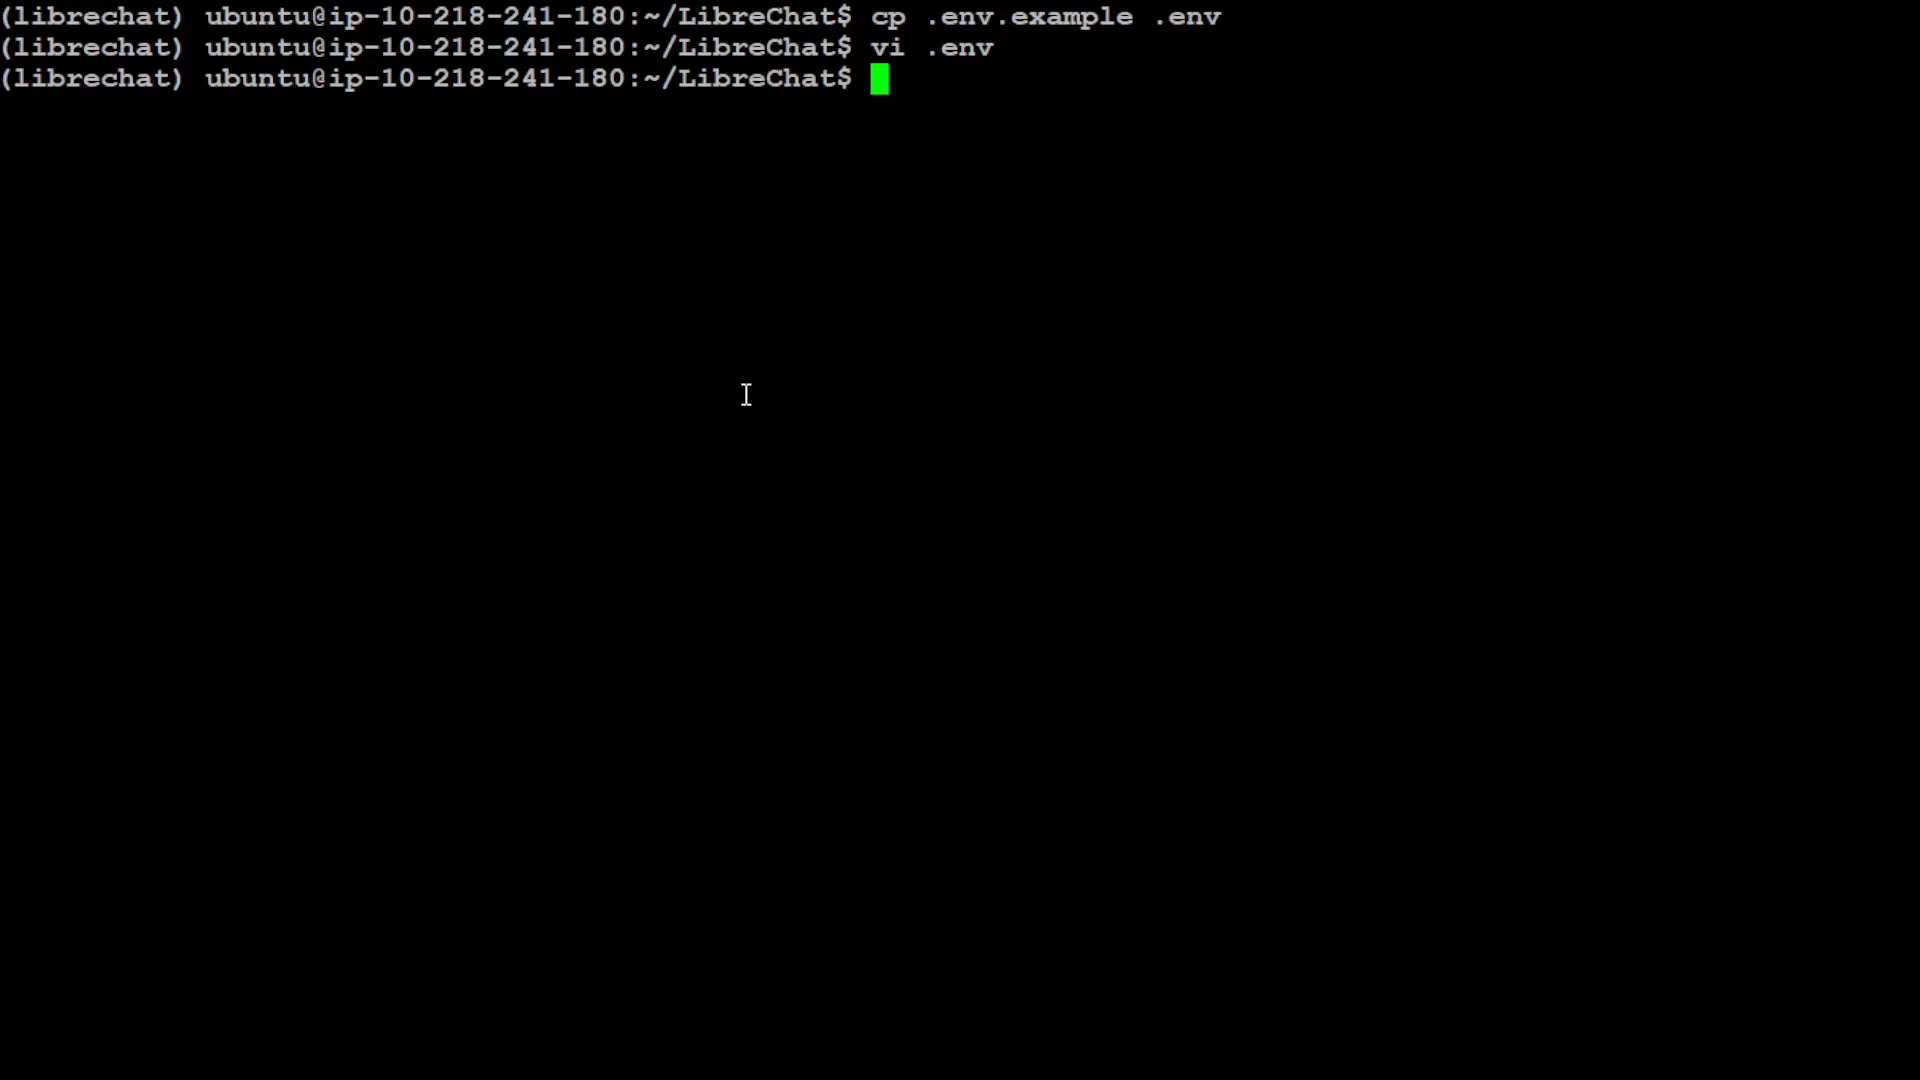 (librechat) ubuntu@ip-10-218-241-180:~/LibreChat$ cp .env.example .env
(librechat) ubuntu@ip-10-218-241-180:~/LibreChat$ vi .env
(librechat) ubuntu@ip-10-218-241-180:~/LibreChat$